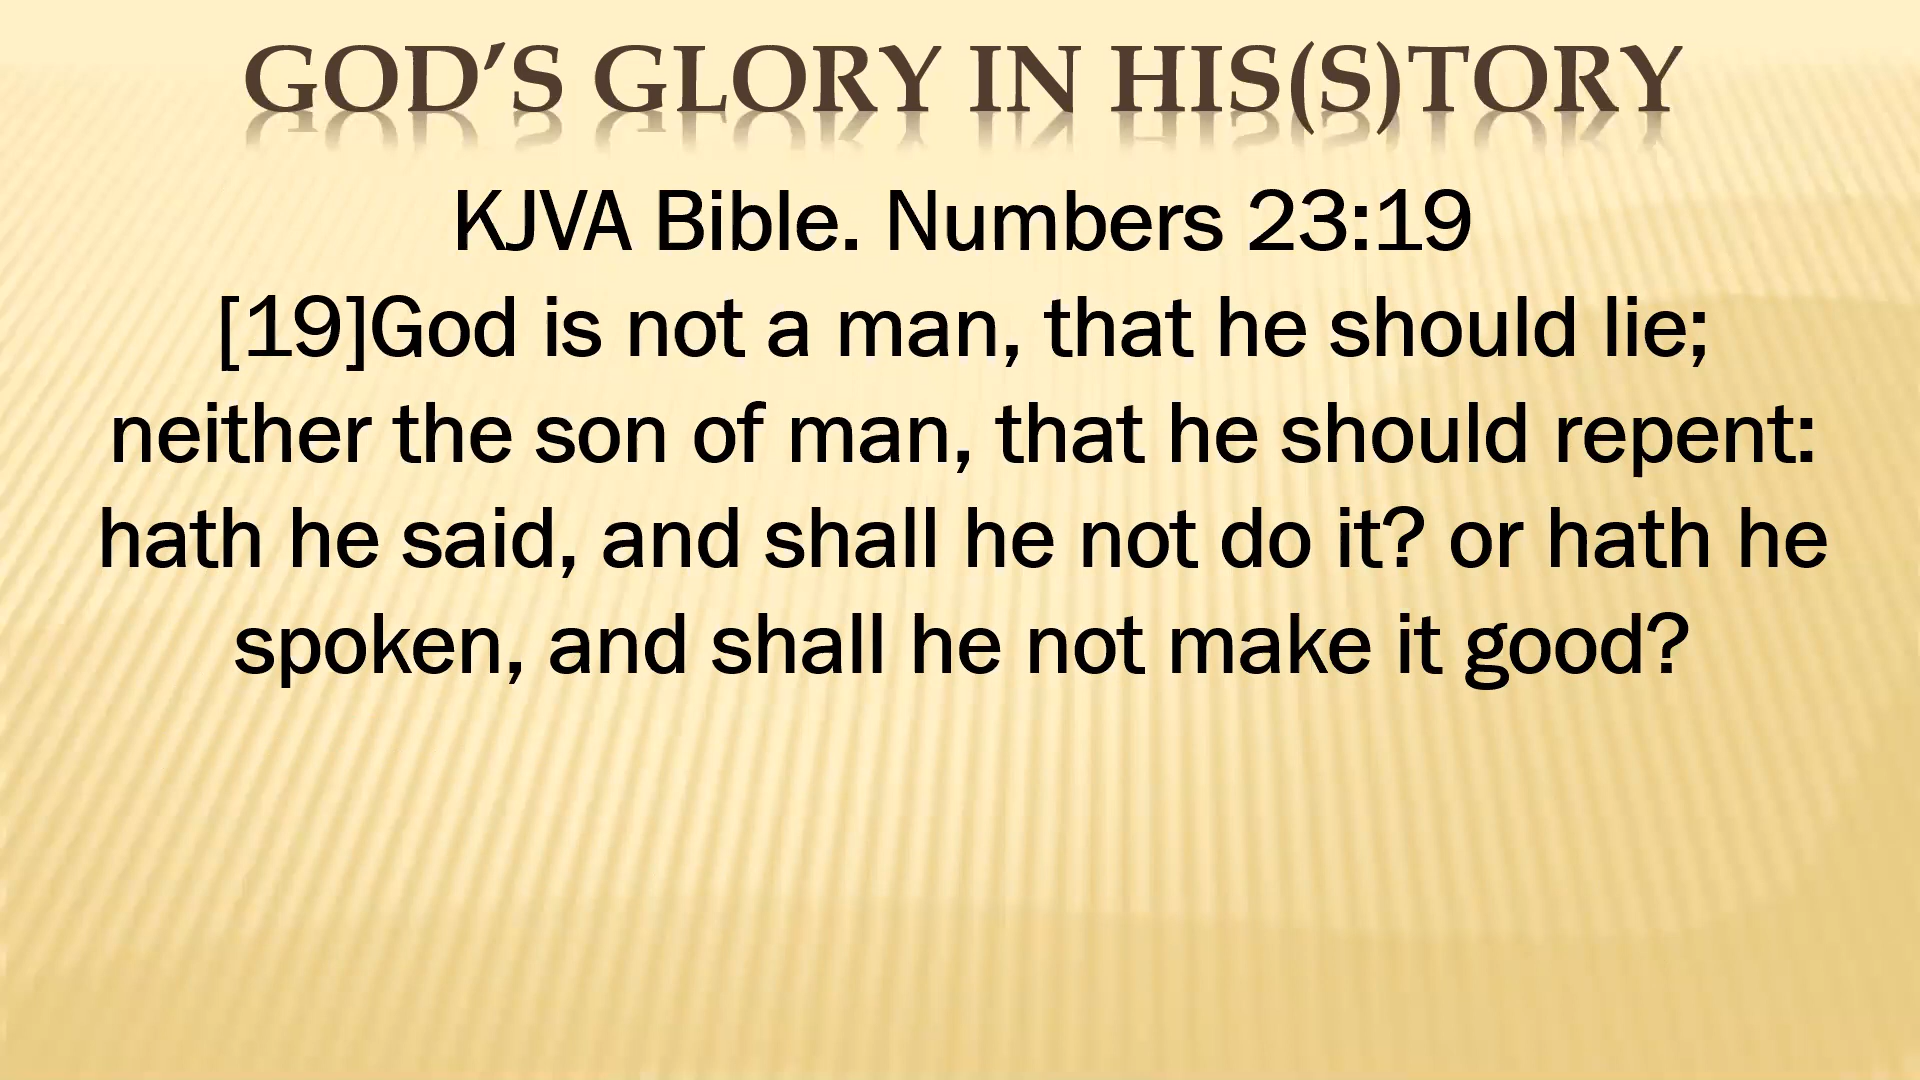 GOD’S GLORY IN HIS(S)TORY
KJVA Bible. Numbers 23:19
[19]God is not a man, that he should lie;
neither the son of man, that he should repent:
hath he said, and shall he not do it? or hath he
spoken, and shall he not make it good?